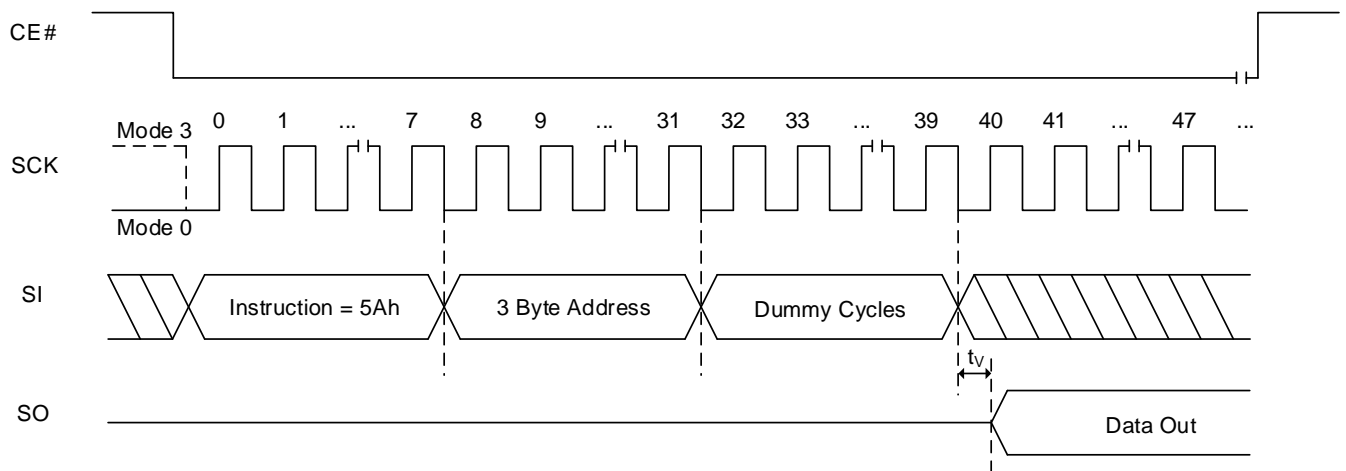 CE#
Mode 3 0 1 ... 7 8 9 ... 31 32 33 ... 39 40 41 ... 47 ...
SCK
Mode 0
SI Instruction = 5Ah 3 Byte Address Dummy Cycles
tV
SO Data Out